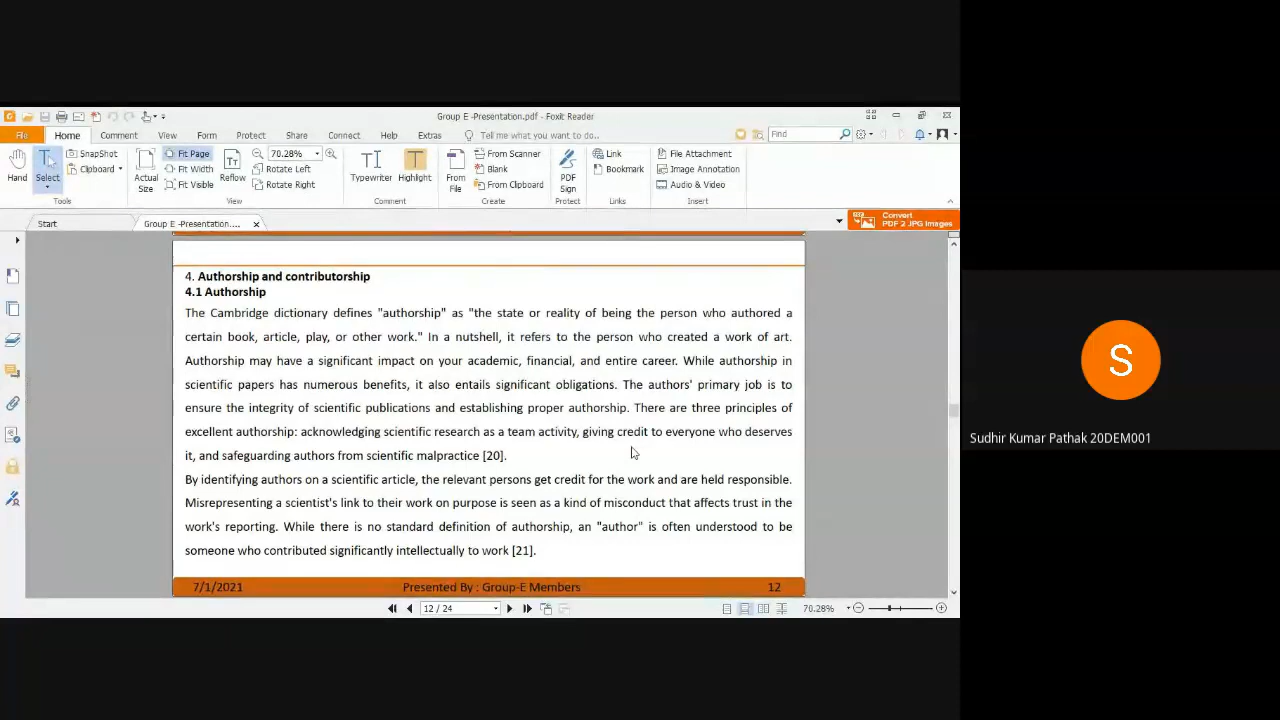 Group E -Presentation.pdf - Foxit Reader
File Home Comment View Form Protect Share Connect Help Extras Tell me what you want to do.. Find
Hand
Select
SnapShot
Clipboard
Tools
Actual
Size
Fit Page
Fit Width
Fit Visible
Reflow
70.28%
Rotate Left
Rotate Right
View
Typewriter
Highlight
Comment
From
File
From Scanner
Blank
From Clipboard
Create
PDF
Sign
Protect
Link
Bookmark
Links
File Attachment
Image Annotation
Audio & Video
Insert
Start
Group E -Presentation....
Convert
PDF 2 JPG Images
4. Authorship and contributorship
4.1 Authorship
The Cambridge dictionary defines "authorship" as "the state or reality of being the person who authored a
certain book, article, play, or other work." In a nutshell, it refers to the person who created a work of art.
Authorship may have a significant impact on your academic, financial, and entire career. While authorship in
scientific papers has numerous benefits, it also entails significant obligations. The authors' primary job is to
ensure the integrity of scientific publications and establishing proper authorship. There are three principles of
excellent authorship: acknowledging scientific research as a team activity, giving credit to everyone who deserves
it, and safeguarding authors from scientific malpractice [20].
By identifying authors on a scientific article, the relevant persons get credit for the work and are held responsible.
Misrepresenting a scientist's link to their work on purpose is seen as a kind of misconduct that affects trust in the
work's reporting. While there is no standard definition of authorship, an "author" is often understood to be
someone who contributed significantly intellectually to work [21].
7/1/2021 Presented By : Group-E Members 12
12 / 24
70.28%
S
Sudhir Kumar Pathak 20DEM001